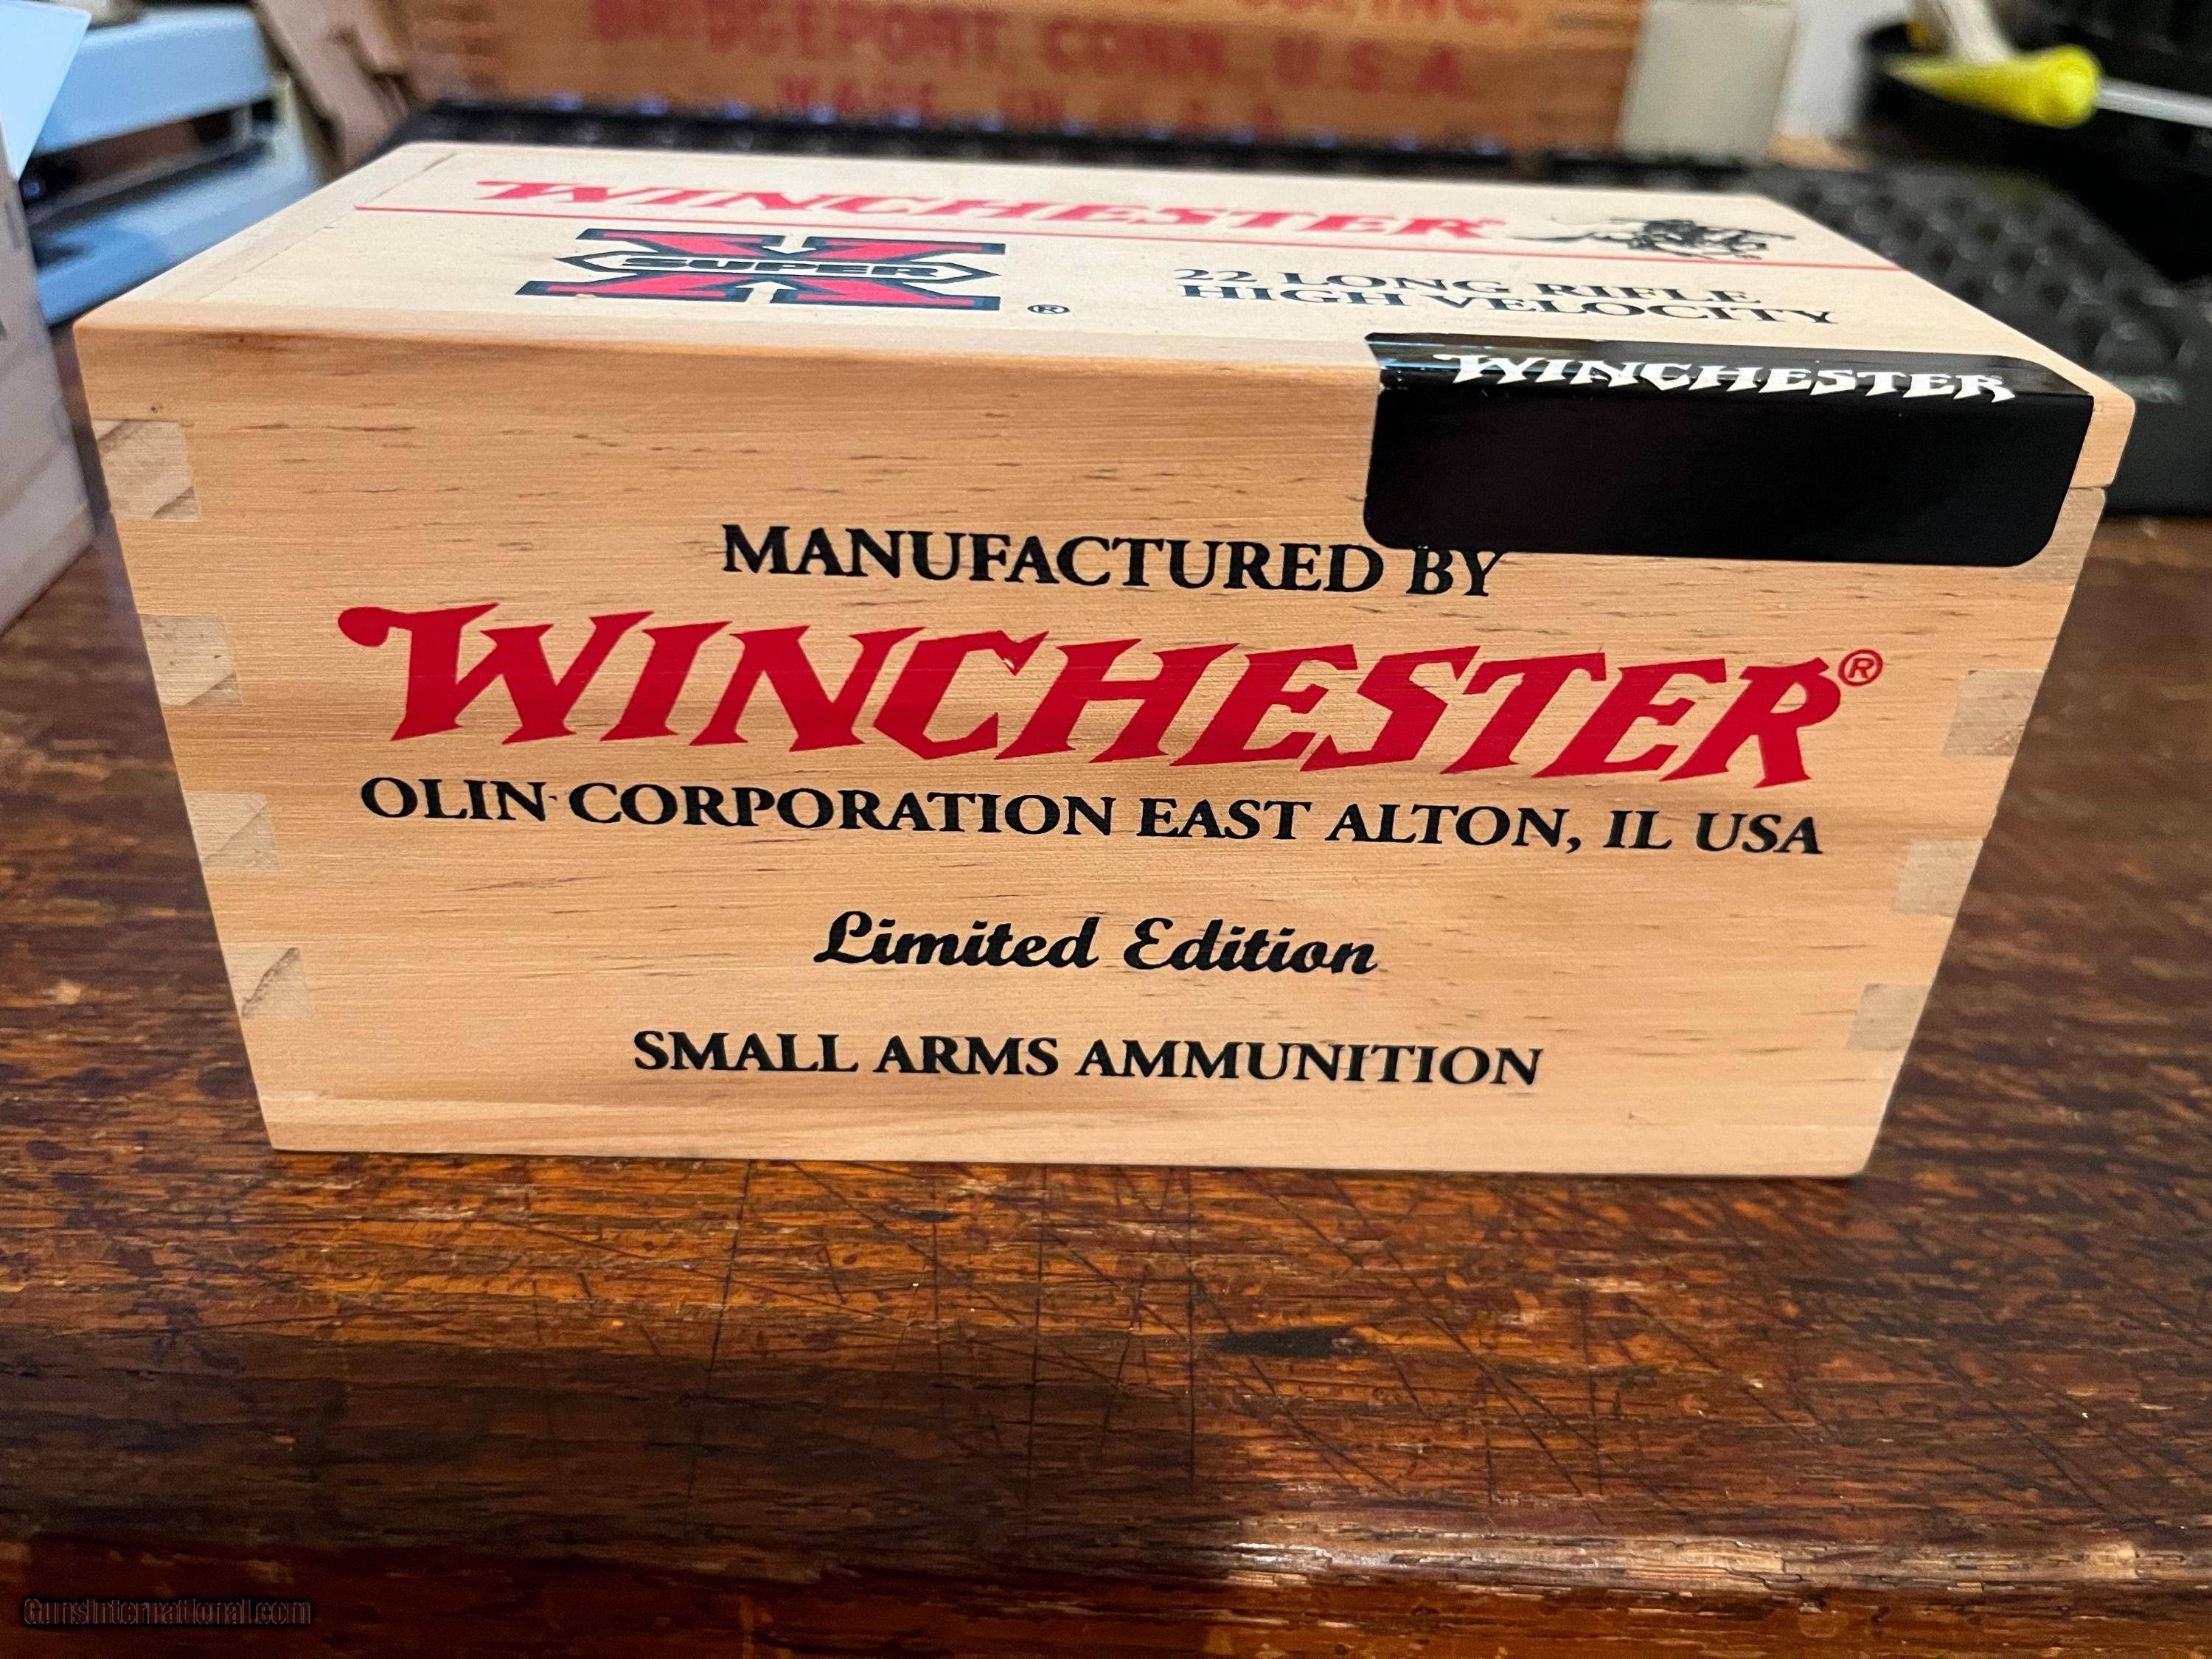 BRIDGEPORT, CONN. U.S.A.
WINCHESTER®
SUPER X ®
22 LONG RIFLE
HIGH VELOCITY
WINCHESTER
MANUFACTURED BY
WINCHESTER®
OLIN CORPORATION EAST ALTON, IL USA
Limited Edition
SMALL ARMS AMMUNITION
GunsInternational.com